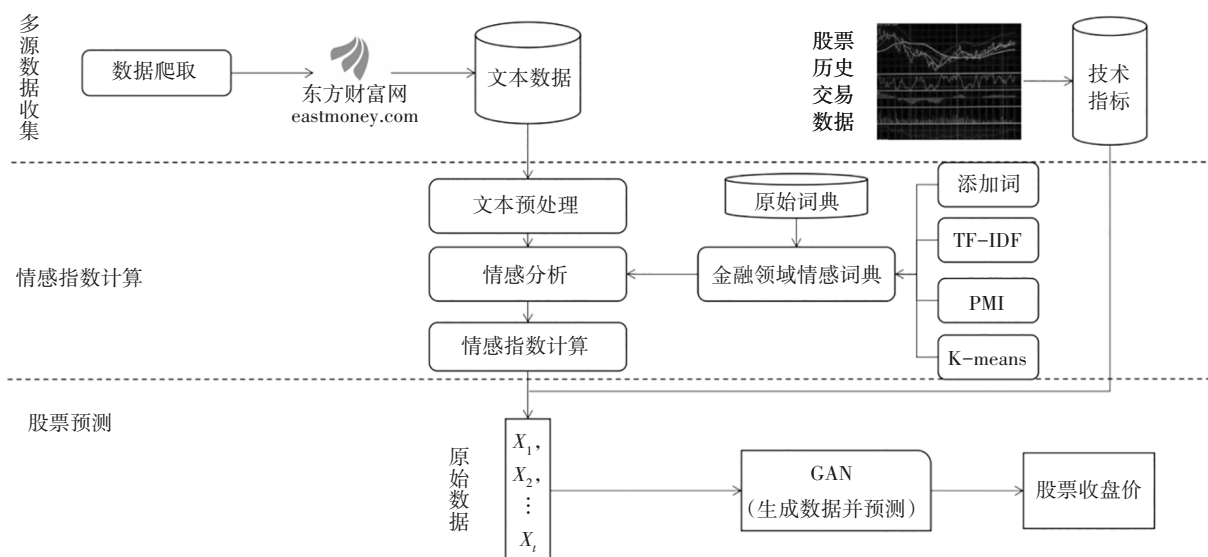 多源数据收集
数据爬取
东方财富网
eastmoney.com
文本数据
股票
历史
交易
数据
技术
指标
情感指数计算
文本预处理
情感分析
情感指数计算
原始词典
金融领域情感词典
添加词
TF-IDF
PMI
K-means
股票预测
原始数据
X₁,
X₂,
⋮
Xₜ
GAN
（生成数据并预测）
股票收盘价